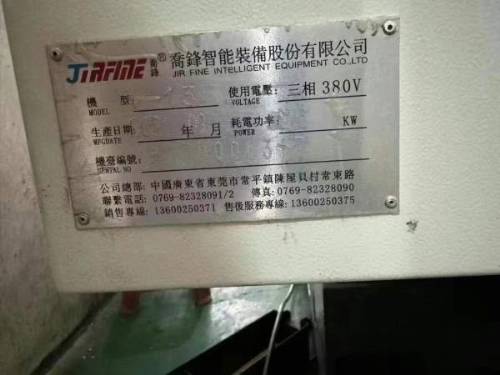 JIRFINE 喬鋒 ® 喬鋒智能裝備股份有限公司
JIR FINE INTELLIGENT EQUIPMENT CO.,LTD
機 型: 使用電壓: 三相 380V
MODEL VOLTAGE
生產日期 年 月 耗電功率: KW
MFGDATE POWER
機臺編號:
SERIAL NO
公司總部: 中國廣東省東莞市常平鎮陳屋貝村常東路
聯繫電話: 0769-82328091/2 傳真: 0769-82328090
銷售專線: 13600250371 售後服務專線: 13600250375